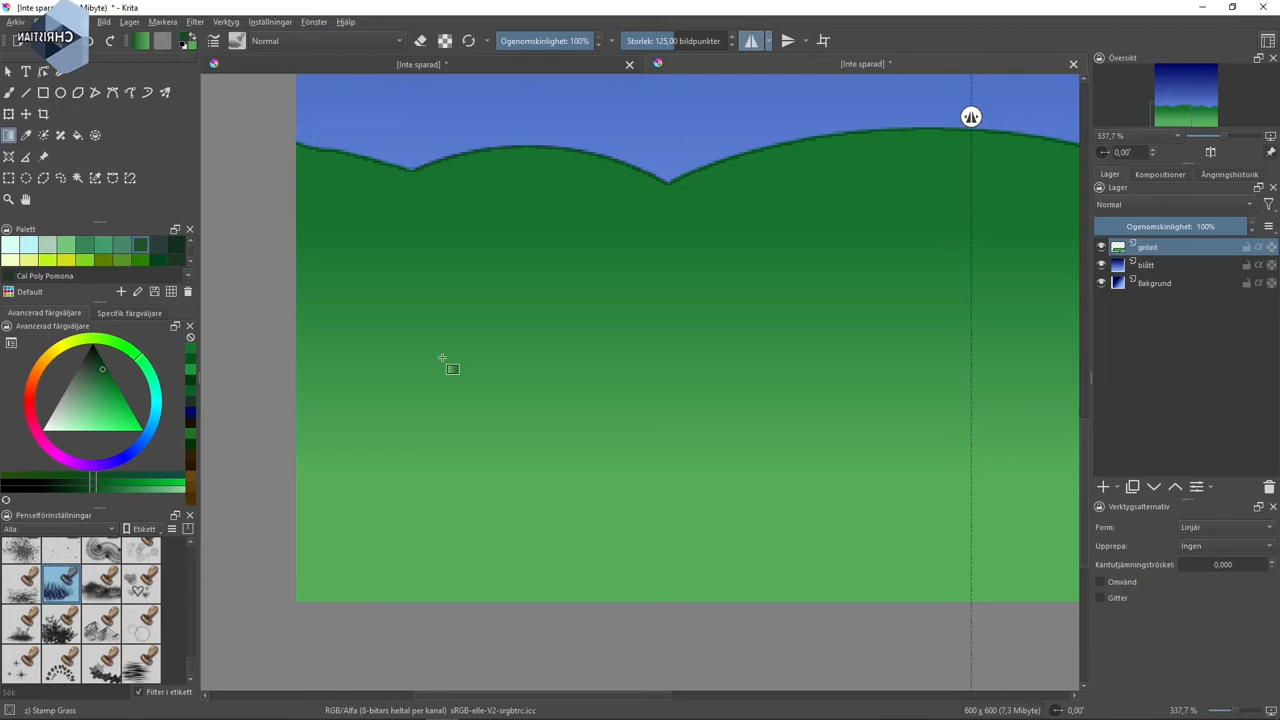 [Inte sparad] * (7,3 Mibyte) * - Krita
Arkiv Bild Lager Markera Filter Verktyg Inställningar Fönster Hjälp
CHRISTIAN
Normal Ogenomskinlighet: 100% Storlek: 125,00 bildpunkter
[Inte sparad] * [Inte sparad] *
Översikt
337,7 %
0,00°
Lager Kompositioner Ångringshistorik
Lager
Normal
Ogenomskinlighet: 100%
grönt
blått
Bakgrund
Verktygsalternativ
Form: Linjär
Upprepa: Ingen
Kantutjämningströskel: 0,000
Omvänd
Gitter
Palett
Cal Poly Pomona
Default
Avancerad färgväljare Specifik färgväljare
Avancerad färgväljare
Penselförinställningar
Alla Etikett
Sök Filter i etikett
z) Stamp Grass RGB/Alfa (8-bitars heltal per kanal) sRGB-elle-V2-srgbtrc.icc 600 x 600 (7,3 Mibyte) 0,00° 337,7 %